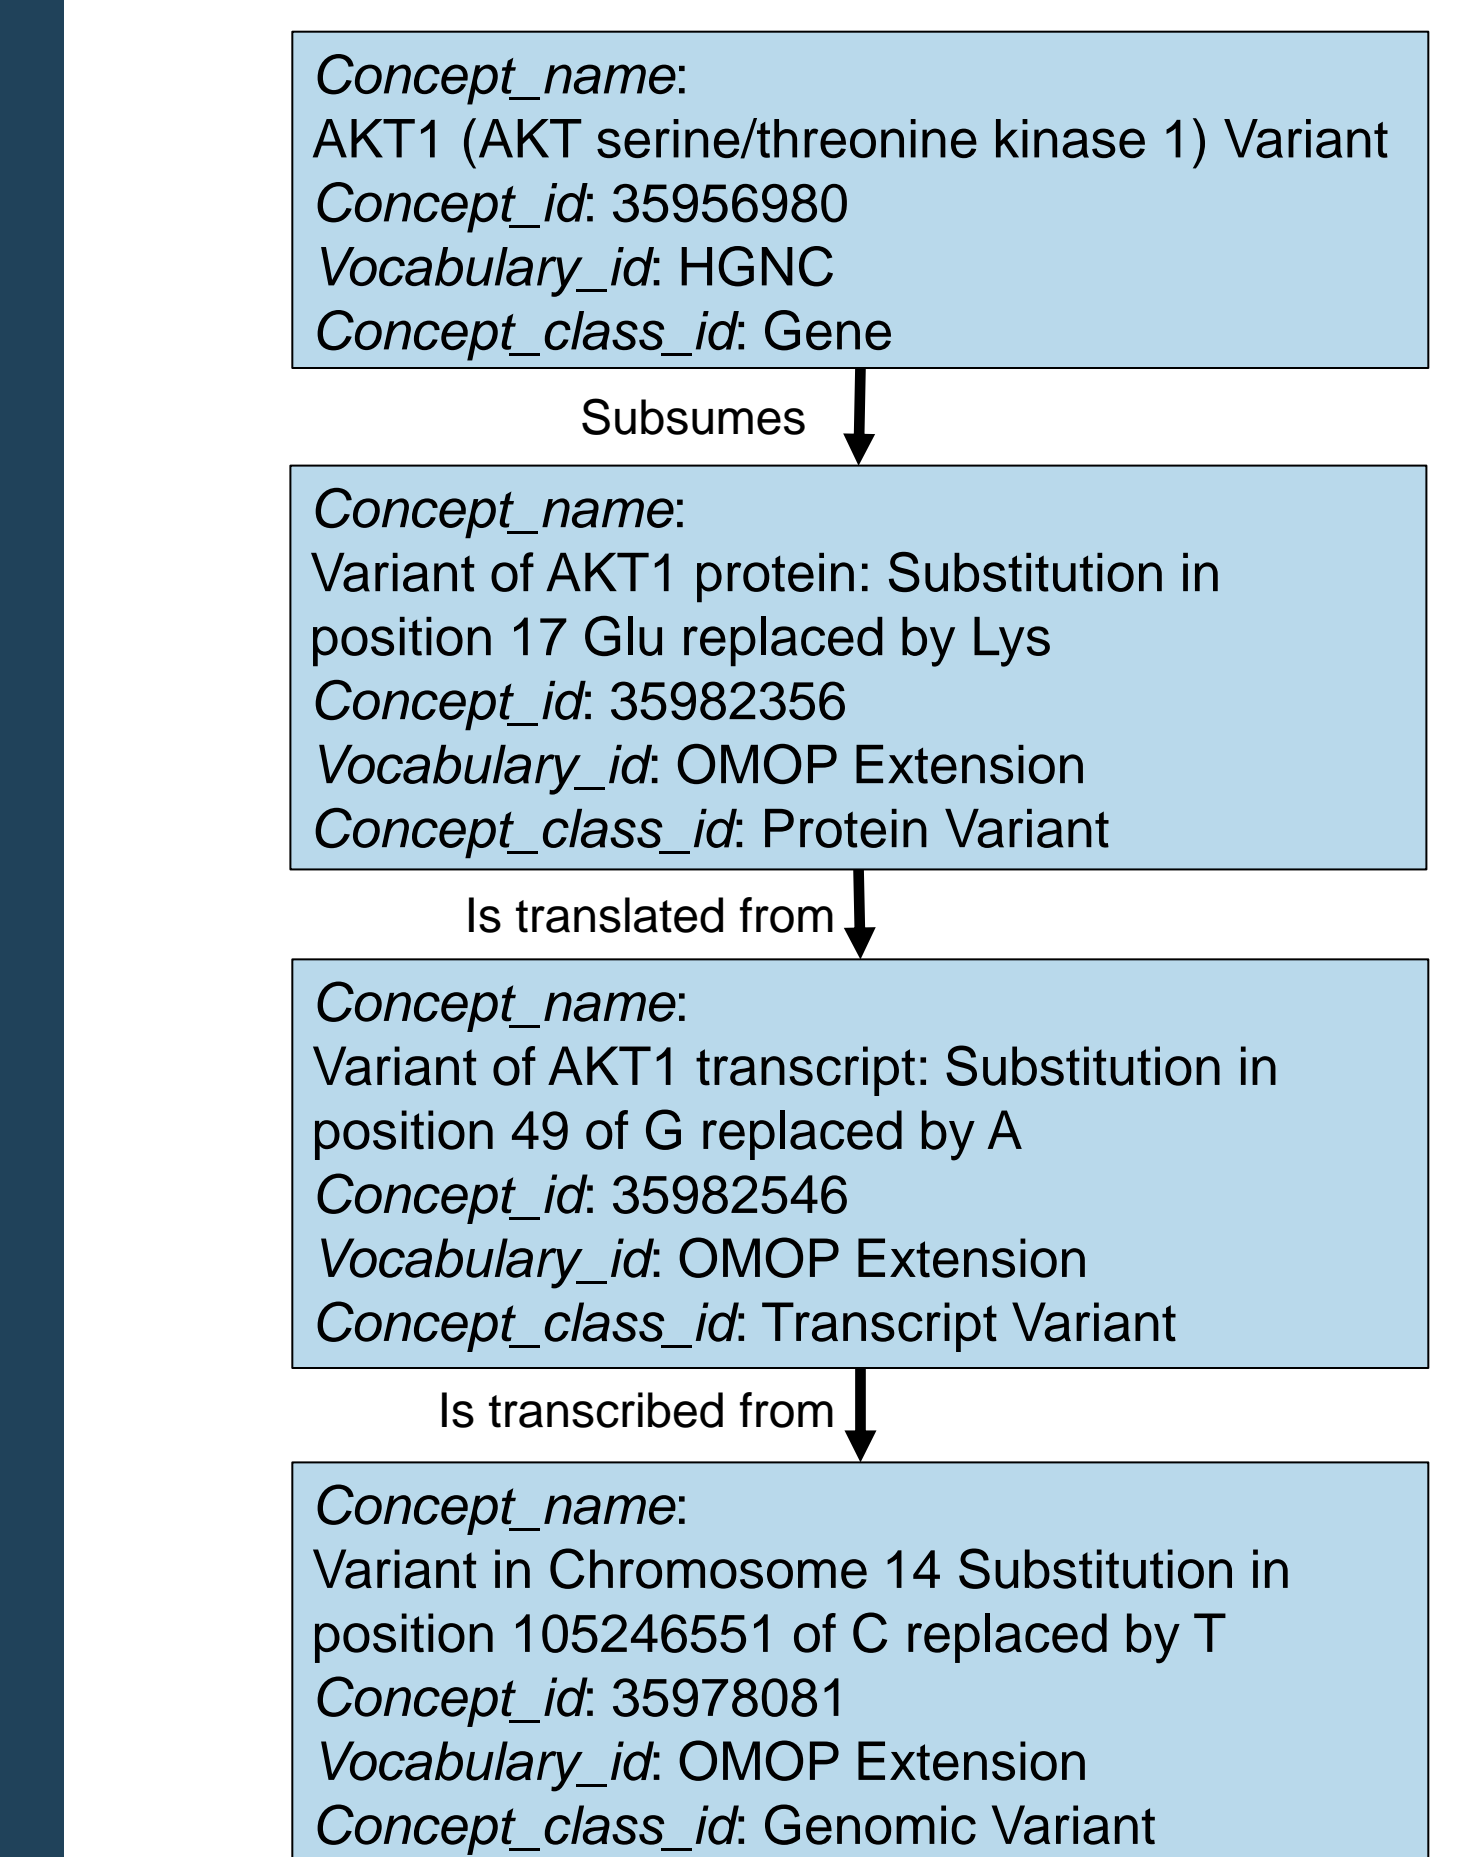 Concept_name:
AKT1 (AKT serine/threonine kinase 1) Variant
Concept_id: 35956980
Vocabulary_id: HGNC
Concept_class_id: Gene
Subsumes
Concept_name:
Variant of AKT1 protein: Substitution in
position 17 Glu replaced by Lys
Concept_id: 35982356
Vocabulary_id: OMOP Extension
Concept_class_id: Protein Variant
Is translated from
Concept_name:
Variant of AKT1 transcript: Substitution in
position 49 of G replaced by A
Concept_id: 35982546
Vocabulary_id: OMOP Extension
Concept_class_id: Transcript Variant
Is transcribed from
Concept_name:
Variant in Chromosome 14 Substitution in
position 105246551 of C replaced by T
Concept_id: 35978081
Vocabulary_id: OMOP Extension
Concept_class_id: Genomic Variant